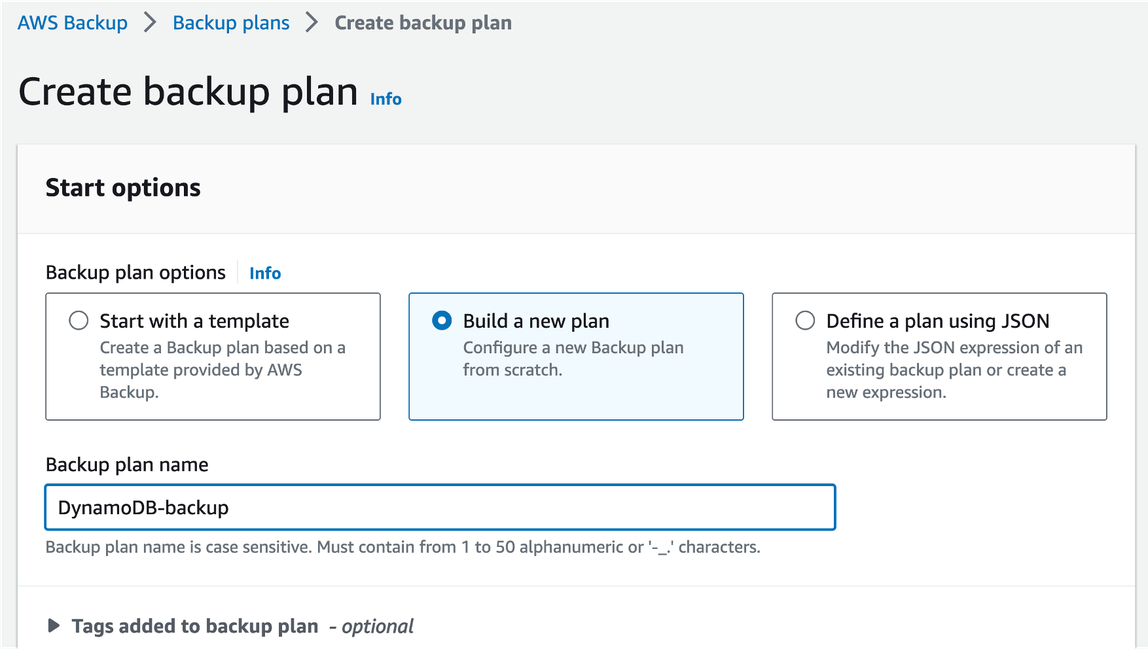 AWS Backup > Backup plans > Create backup plan
Create backup plan Info
Start options
Backup plan options Info
Start with a template
Create a Backup plan based on a
template provided by AWS
Backup.
Build a new plan
Configure a new Backup plan
from scratch.
Define a plan using JSON
Modify the JSON expression of an
existing backup plan or create a
new expression.
Backup plan name
DynamoDB-backup
Backup plan name is case sensitive. Must contain from 1 to 50 alphanumeric or '-_.' characters.
Tags added to backup plan - optional